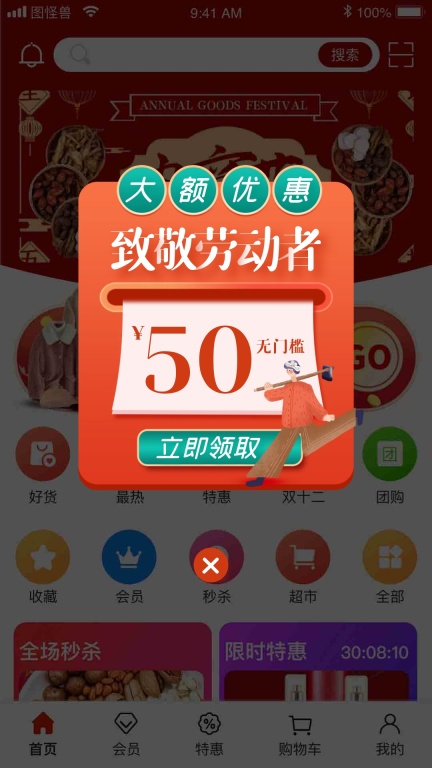 图怪兽
9:41 AM
100%
搜索
ANNUAL GOODS FESTIVAL
大额优惠
致敬劳动者
¥50无门槛
GO
立即领取
好货 最热 特惠 双十二 团购
团
收藏 会员 秒杀 超市 全部
全场秒杀
限时特惠 30:08:10
首页 会员 特惠 购物车 我的